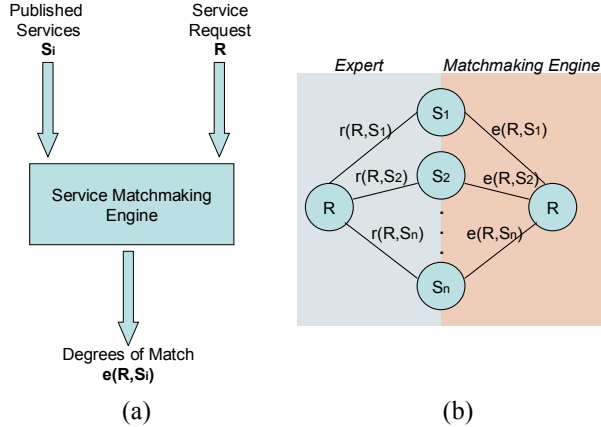 Published
Services
Si
Service
Request
R
Service Matchmaking
Engine
Degrees of Match
e(R,Si)
(a)
Expert
Matchmaking Engine
S1
r(R,S1)
e(R,S1)
r(R,S2)
S2
e(R,S2)
R
R
.
.
.
.
r(R,Sn)
e(R,Sn)
Sn
(b)